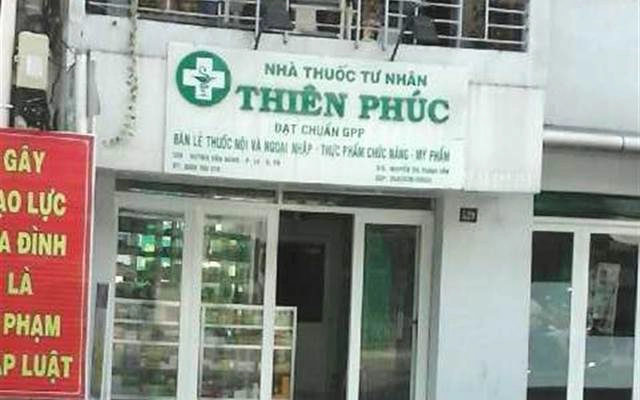 NHÀ THUỐC TƯ NHÂN
THIÊN PHÚC
ĐẠT CHUẨN GPP
BÁN LẺ THUỐC NỘI VÀ NGOẠI NHẬP - THỰC PHẨM CHỨC NĂNG - MỸ PHẨM
GÂY
ẠO LỰC
A ĐÌNH
LÀ
PHẠM
ÁP LUẬT